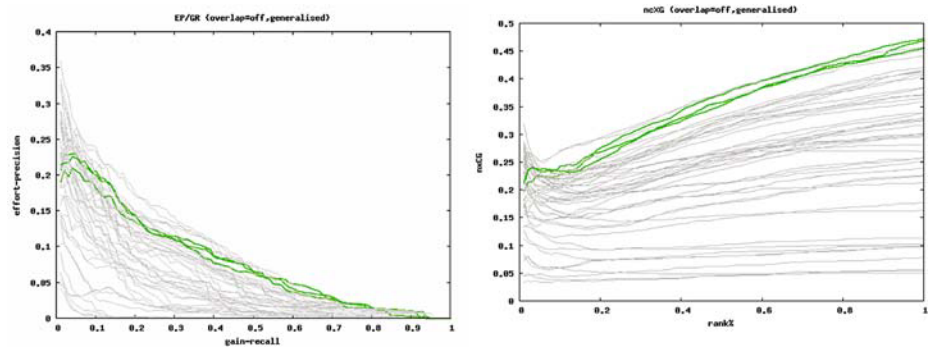 EP/GR (overlap=off,generalised)
0.4
0.35
0.3
0.25
0.2
0.15
0.1
0.05
0
effort-precision
0 0.1 0.2 0.3 0.4 0.5 0.6 0.7 0.8 0.9 1
gain-recall
ncXG (overlap=off,generalised)
0.5
0.45
0.4
0.35
0.3
0.25
0.2
0.15
0.1
0.05
0
nxCG
0 0.2 0.4 0.6 0.8 1
rank%